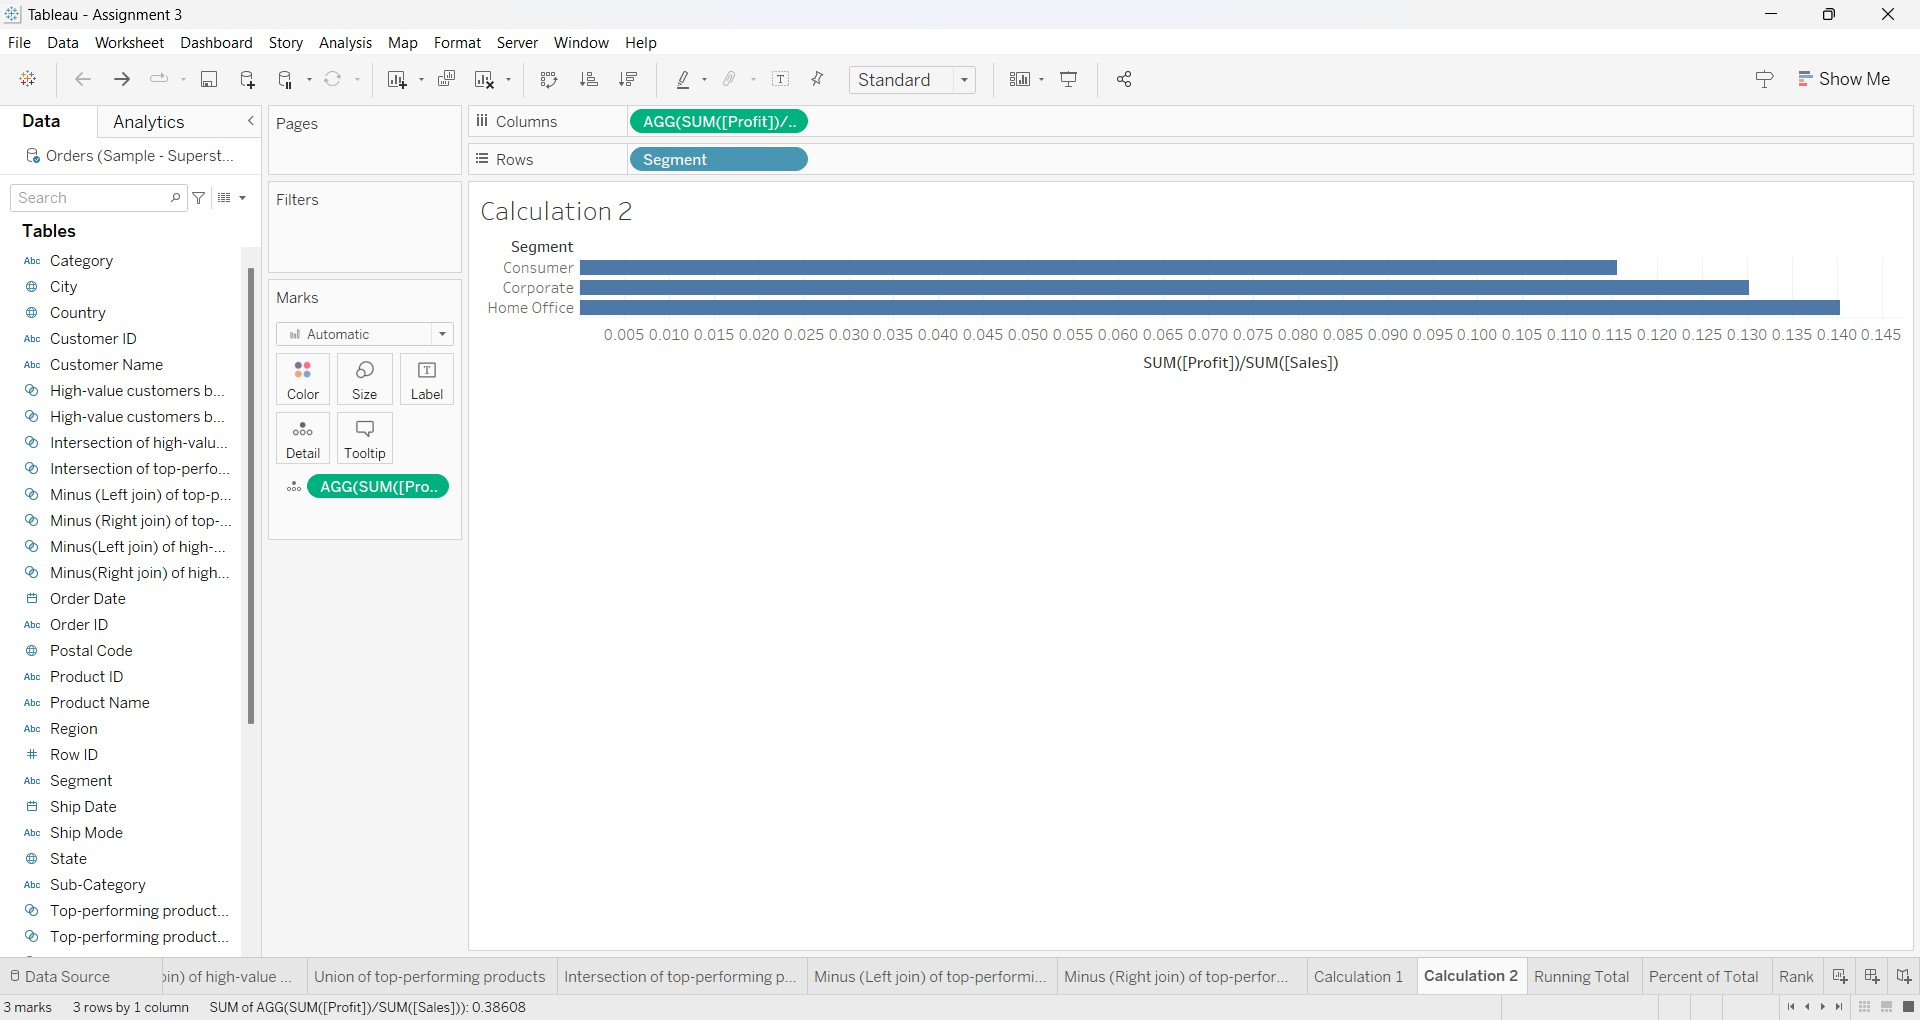 Tableau - Assignment 3
File Data Worksheet Dashboard Story Analysis Map Format Server Window Help
Standard
Show Me
Data Analytics
Orders (Sample - Superst...
Search
Tables
Abc Category
City
Country
Abc Customer ID
Abc Customer Name
High-value customers b...
High-value customers b...
Intersection of high-valu...
Intersection of top-perfo...
Minus (Left join) of top-p...
Minus (Right join) of top-...
Minus(Left join) of high-...
Minus(Right join) of high...
Order Date
Abc Order ID
Postal Code
Abc Product ID
Abc Product Name
Abc Region
# Row ID
Abc Segment
Ship Date
Abc Ship Mode
State
Abc Sub-Category
Top-performing product...
Top-performing product...
Pages
Filters
Marks
Automatic
Color Size Label
Detail Tooltip
AGG(SUM([Pro..
Columns AGG(SUM([Profit])/..
Rows Segment
Calculation 2
Segment
Consumer
Corporate
Home Office
0.005 0.010 0.015 0.020 0.025 0.030 0.035 0.040 0.045 0.050 0.055 0.060 0.065 0.070 0.075 0.080 0.085 0.090 0.095 0.100 0.105 0.110 0.115 0.120 0.125 0.130 0.135 0.140 0.145
SUM([Profit])/SUM([Sales])
Data Source oin) of high-value ... Union of top-performing products Intersection of top-performing p... Minus (Left join) of top-performi... Minus (Right join) of top-perfor... Calculation 1 Calculation 2 Running Total Percent of Total Rank
3 marks 3 rows by 1 column SUM of AGG(SUM([Profit])/SUM([Sales])): 0.38608